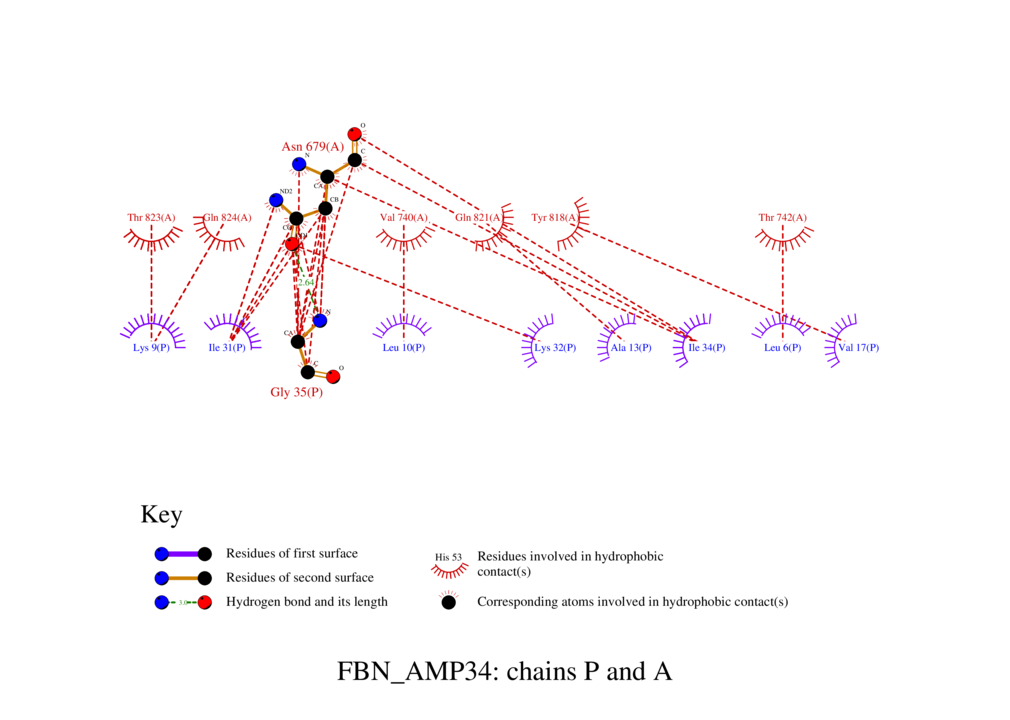 O
Asn 679(A)
N
C
CA
ND2
CB
Thr 823(A)
Gln 824(A)
Val 740(A)
Gln 821(A)
Tyr 818(A)
Thr 742(A)
CG
2.64
N
CA
Lys 9(P)
Ile 31(P)
Leu 10(P)
Lys 32(P)
Ala 13(P)
Ile 34(P)
Leu 6(P)
Val 17(P)
C
O
Gly 35(P)
Key
Residues of first surface
Residues of second surface
3.0
Hydrogen bond and its length
His 53
Residues involved in hydrophobic
contact(s)
Corresponding atoms involved in hydrophobic contact(s)
FBN_AMP34: chains P and A